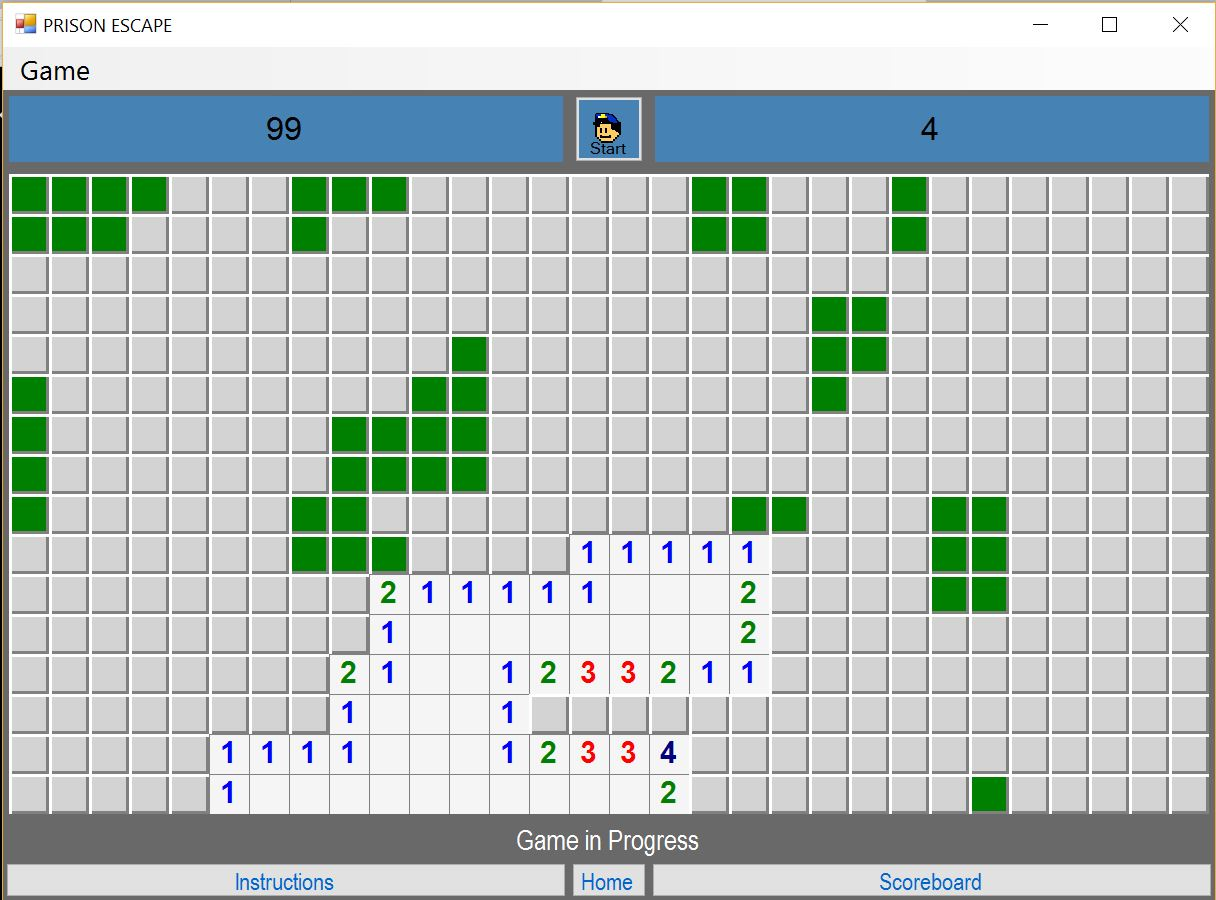 PRISON ESCAPE
Game
99
Start
4
1 1 1 1 1
2 1 1 1 1 1 2
1 2
2 1 1 2 3 3 2 1 1
1 1
1 1 1 1 1 2 3 3 4
1 2
Game in Progress
Instructions Home Scoreboard